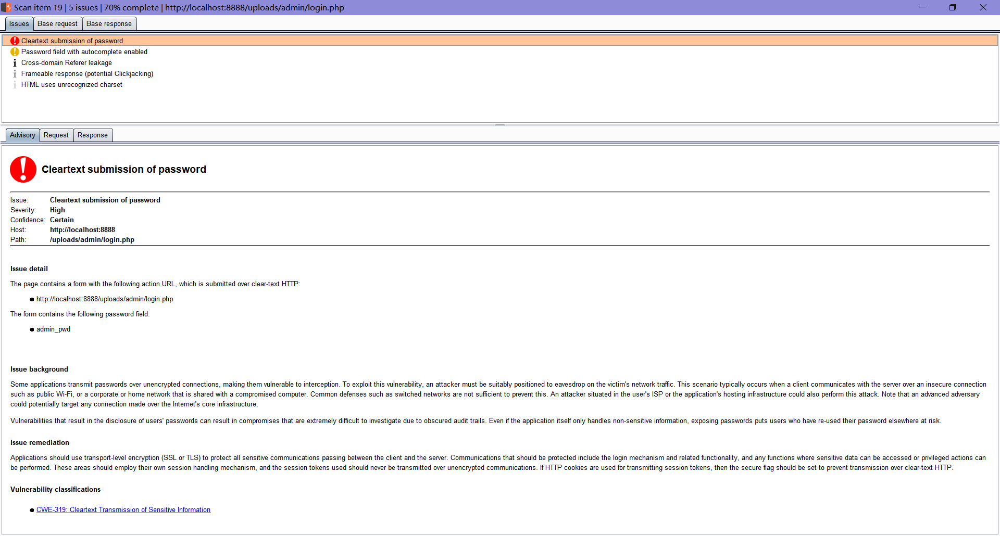 Scan item 19 | 5 issues | 70% complete | http://localhost:8888/uploads/admin/login.php
Issues Base request Base response
Cleartext submission of password
Password field with autocomplete enabled
Cross-domain Referer leakage
Frameable response (potential Clickjacking)
HTML uses unrecognized charset
Advisory Request Response
Cleartext submission of password
Issue: Cleartext submission of password
Severity: High
Confidence: Certain
Host: http://localhost:8888
Path: /uploads/admin/login.php
Issue detail
The page contains a form with the following action URL, which is submitted over clear-text HTTP:
http://localhost:8888/uploads/admin/login.php
The form contains the following password field:
admin_pwd
Issue background
Some applications transmit passwords over unencrypted connections, making them vulnerable to interception. To exploit this vulnerability, an attacker must be suitably positioned to eavesdrop on the victim's network traffic. This scenario typically occurs when a client communicates with the server over an insecure connection
such as public Wi-Fi, or a corporate or home network that is shared with a compromised computer. Common defenses such as switched networks are not sufficient to prevent this. An attacker situated in the user's ISP or the application's hosting infrastructure could also perform this attack. Note that an advanced adversary
could potentially target any connection made over the Internet's core infrastructure.
Vulnerabilities that result in the disclosure of users' passwords can result in compromises that are extremely difficult to investigate due to obscured audit trails. Even if the application itself only handles non-sensitive information, exposing passwords puts users who have re-used their password elsewhere at risk.
Issue remediation
Applications should use transport-level encryption (SSL or TLS) to protect all sensitive communications passing between the client and the server. Communications that should be protected include the login mechanism and related functionality, and any functions where sensitive data can be accessed or privileged actions can
be performed. These areas should employ their own session handling mechanism, and the session tokens used should never be transmitted over unencrypted communications. If HTTP cookies are used for transmitting session tokens, then the secure flag should be set to prevent transmission over clear-text HTTP.
Vulnerability classifications
CWE-319: Cleartext Transmission of Sensitive Information